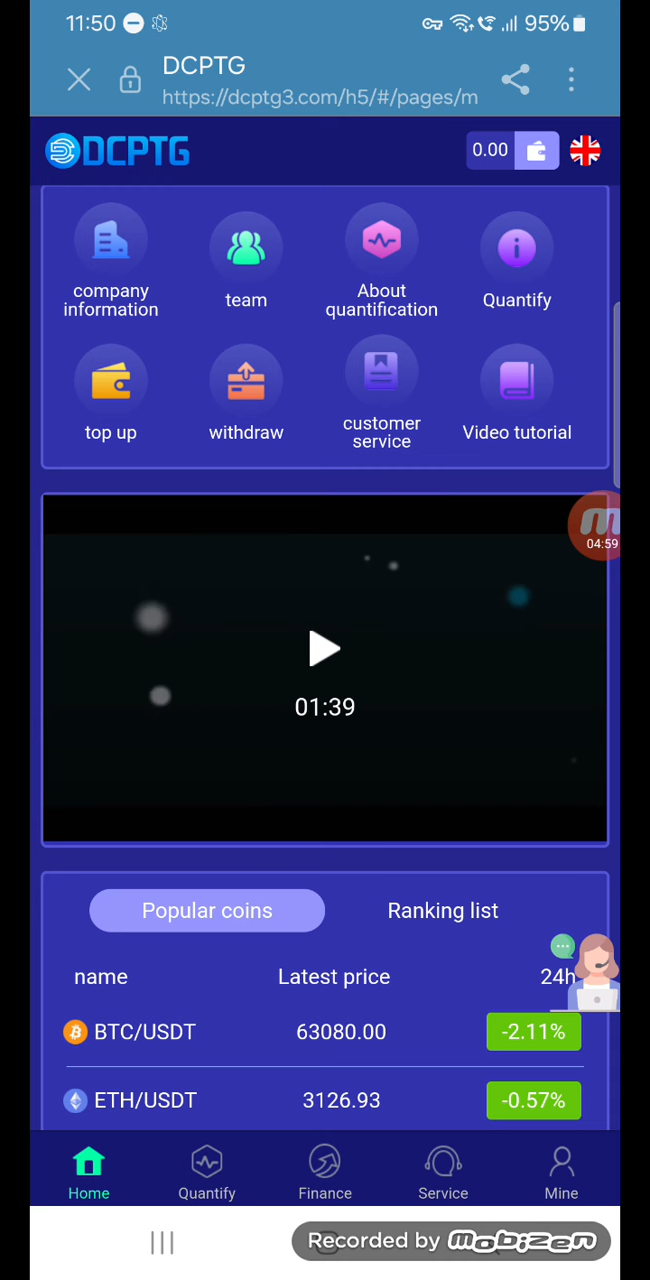 11:50
95%
DCPTG
https://dcptg3.com/h5/#/pages/m
DCPTG
0.00
company
information
team
About
quantification
Quantify
top up
withdraw
customer
service
Video tutorial
04:59
01:39
Popular coins
Ranking list
name
Latest price
24h
BTC/USDT
63080.00
-2.11%
ETH/USDT
3126.93
-0.57%
Home
Quantify
Finance
Service
Mine
Recorded by mobizen